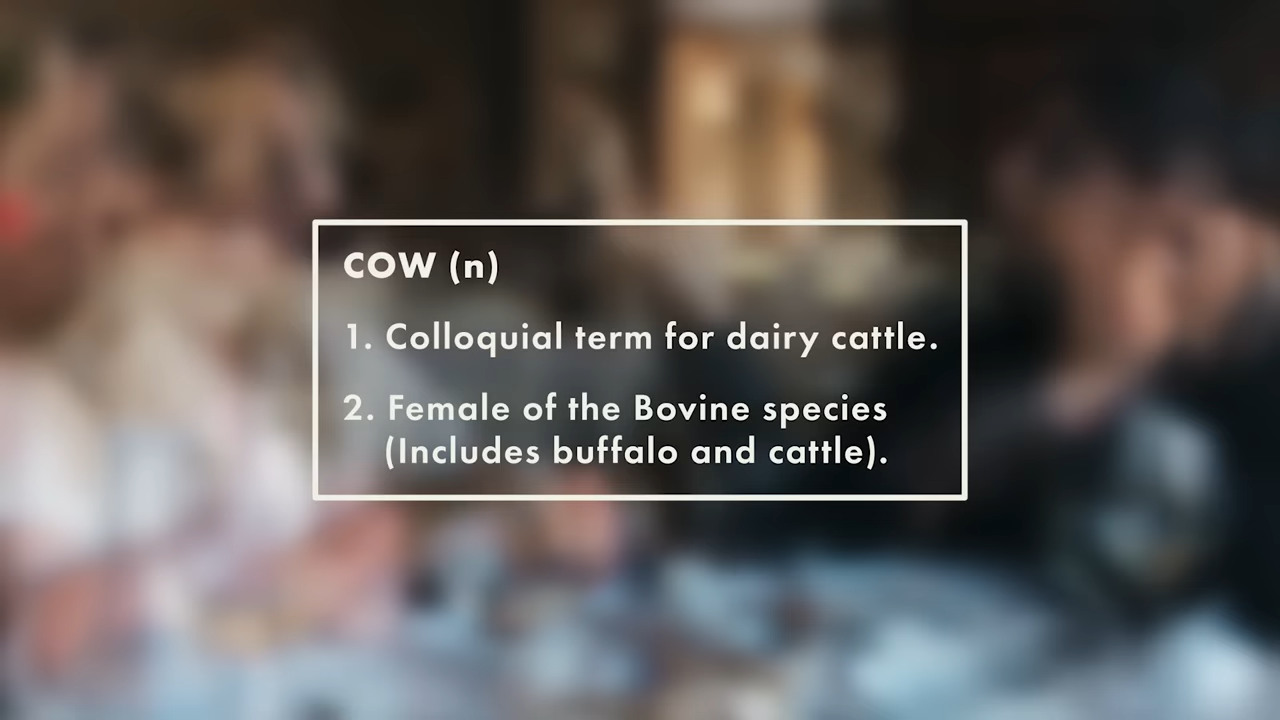 COW (n)
1. Colloquial term for dairy cattle.
2. Female of the Bovine species
(Includes buffalo and cattle).